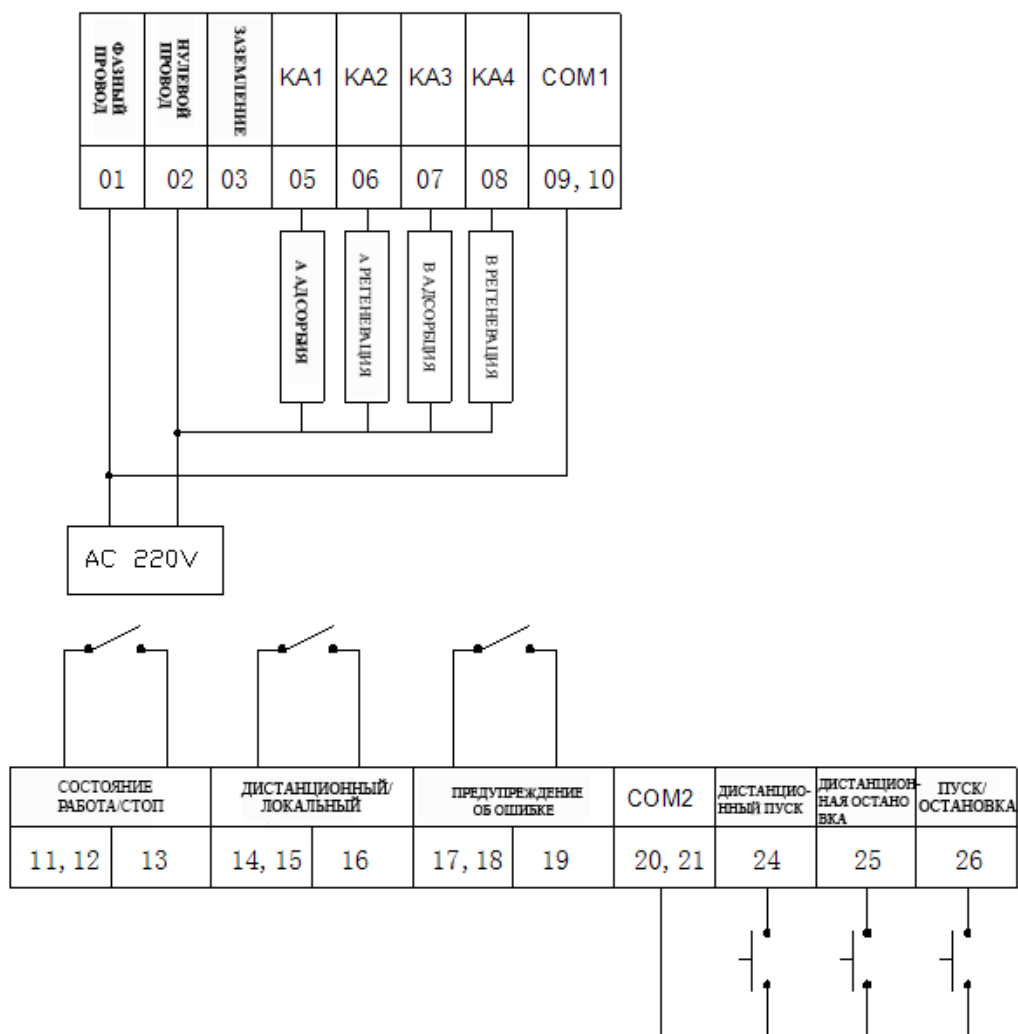 ФАЗНЫЙ
ПРОВОД
НУЛЕВОЙ
ПРОВОД
ЗАЗЕМЛЕНИЕ
KA1
KA2
KA3
KA4
COM1
01
02
03
05
06
07
08
09, 10
А АДСОРБИЯ
А РЕГЕНЕРАЦИЯ
В АДСОРБЦИЯ
В РЕГЕНЕРАЦИЯ
AC 220V
СОСТОЯНИЕ
РАБОТА/СТОП
ДИСТАНЦИОННЫЙ/
ЛОКАЛЬНЫЙ
ПРЕДУПРЕЖДЕНИЕ
ОБ ОШИБКЕ
COM2
ДИСТАНЦИО-
ННЫЙ ПУСК
ДИСТАНЦИОН-
НАЯ ОСТАНО
ВКА
ПУСК/
ОСТАНОВКА
11, 12
13
14, 15
16
17, 18
19
20, 21
24
25
26